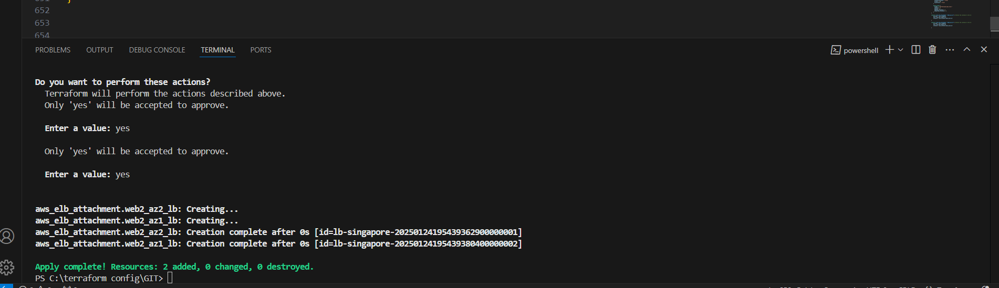 652
653
654
PROBLEMS OUTPUT DEBUG CONSOLE TERMINAL PORTS powershell
Do you want to perform these actions?
Terraform will perform the actions described above.
Only 'yes' will be accepted to approve.
Enter a value: yes
Only 'yes' will be accepted to approve.
Enter a value: yes
aws_elb_attachment.web2_az2_lb: Creating...
aws_elb_attachment.web2_az1_lb: Creating...
aws_elb_attachment.web2_az2_lb: Creation complete after 0s [id=lb-singapore-20250124195439362900000001]
aws_elb_attachment.web2_az1_lb: Creation complete after 0s [id=lb-singapore-20250124195439380400000002]
Apply complete! Resources: 2 added, 0 changed, 0 destroyed.
PS C:\terraform config\GIT>